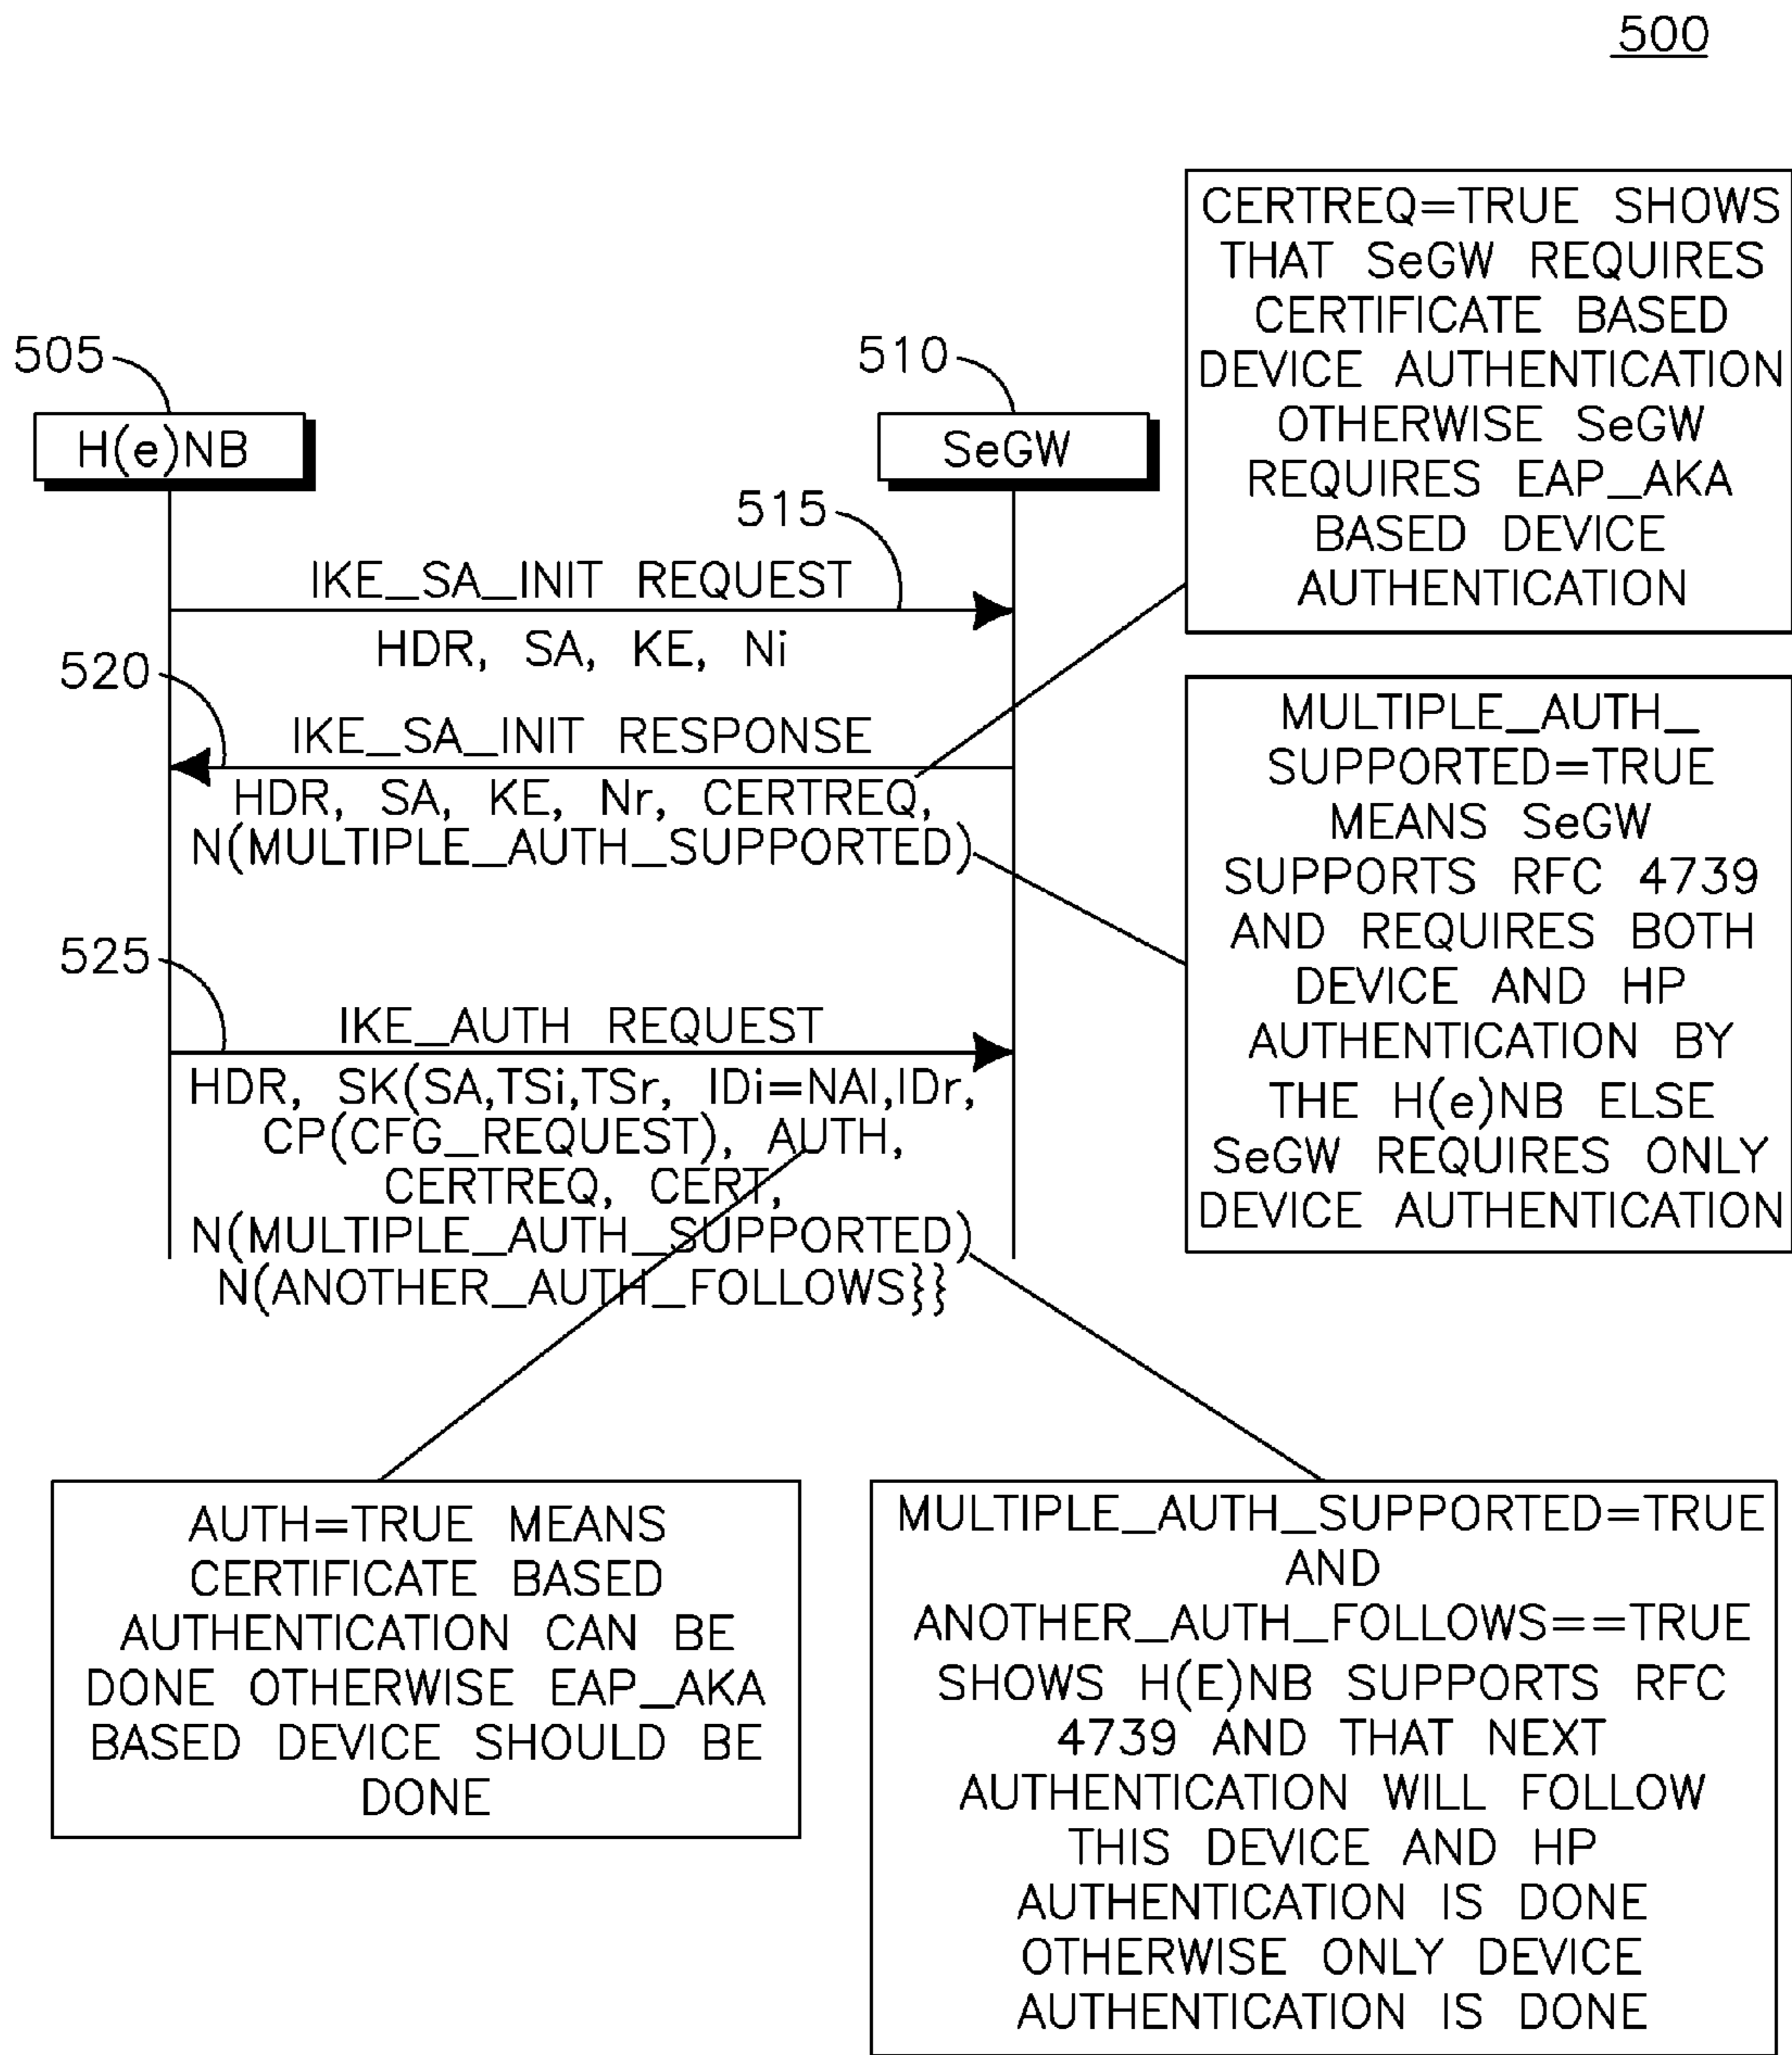 500
CERTREQ=TRUE SHOWS
THAT SeGW REQUIRES
CERTIFICATE BASED
DEVICE AUTHENTICATION
OTHERWISE SeGW
REQUIRES EAP_AKA
BASED DEVICE
AUTHENTICATION
505
510
H(e)NB
SeGW
515
IKE_SA_INIT REQUEST
HDR, SA, KE, Ni
520
IKE_SA_INIT RESPONSE
HDR, SA, KE, Nr, CERTREQ,
N(MULTIPLE_AUTH_SUPPORTED)
MULTIPLE_AUTH_
SUPPORTED=TRUE
MEANS SeGW
SUPPORTS RFC 4739
AND REQUIRES BOTH
DEVICE AND HP
AUTHENTICATION BY
THE H(e)NB ELSE
SeGW REQUIRES ONLY
DEVICE AUTHENTICATION
525
IKE_AUTH REQUEST
HDR, SK(SA,TSi,TSr, IDi=NAI,IDr,
CP(CFG_REQUEST), AUTH,
CERTREQ, CERT,
N(MULTIPLE_AUTH_SUPPORTED)
N(ANOTHER_AUTH_FOLLOWS}}
AUTH=TRUE MEANS
CERTIFICATE BASED
AUTHENTICATION CAN BE
DONE OTHERWISE EAP_AKA
BASED DEVICE SHOULD BE
DONE
MULTIPLE_AUTH_SUPPORTED=TRUE
AND
ANOTHER_AUTH_FOLLOWS==TRUE
SHOWS H(E)NB SUPPORTS RFC
4739 AND THAT NEXT
AUTHENTICATION WILL FOLLOW
THIS DEVICE AND HP
AUTHENTICATION IS DONE
OTHERWISE ONLY DEVICE
AUTHENTICATION IS DONE